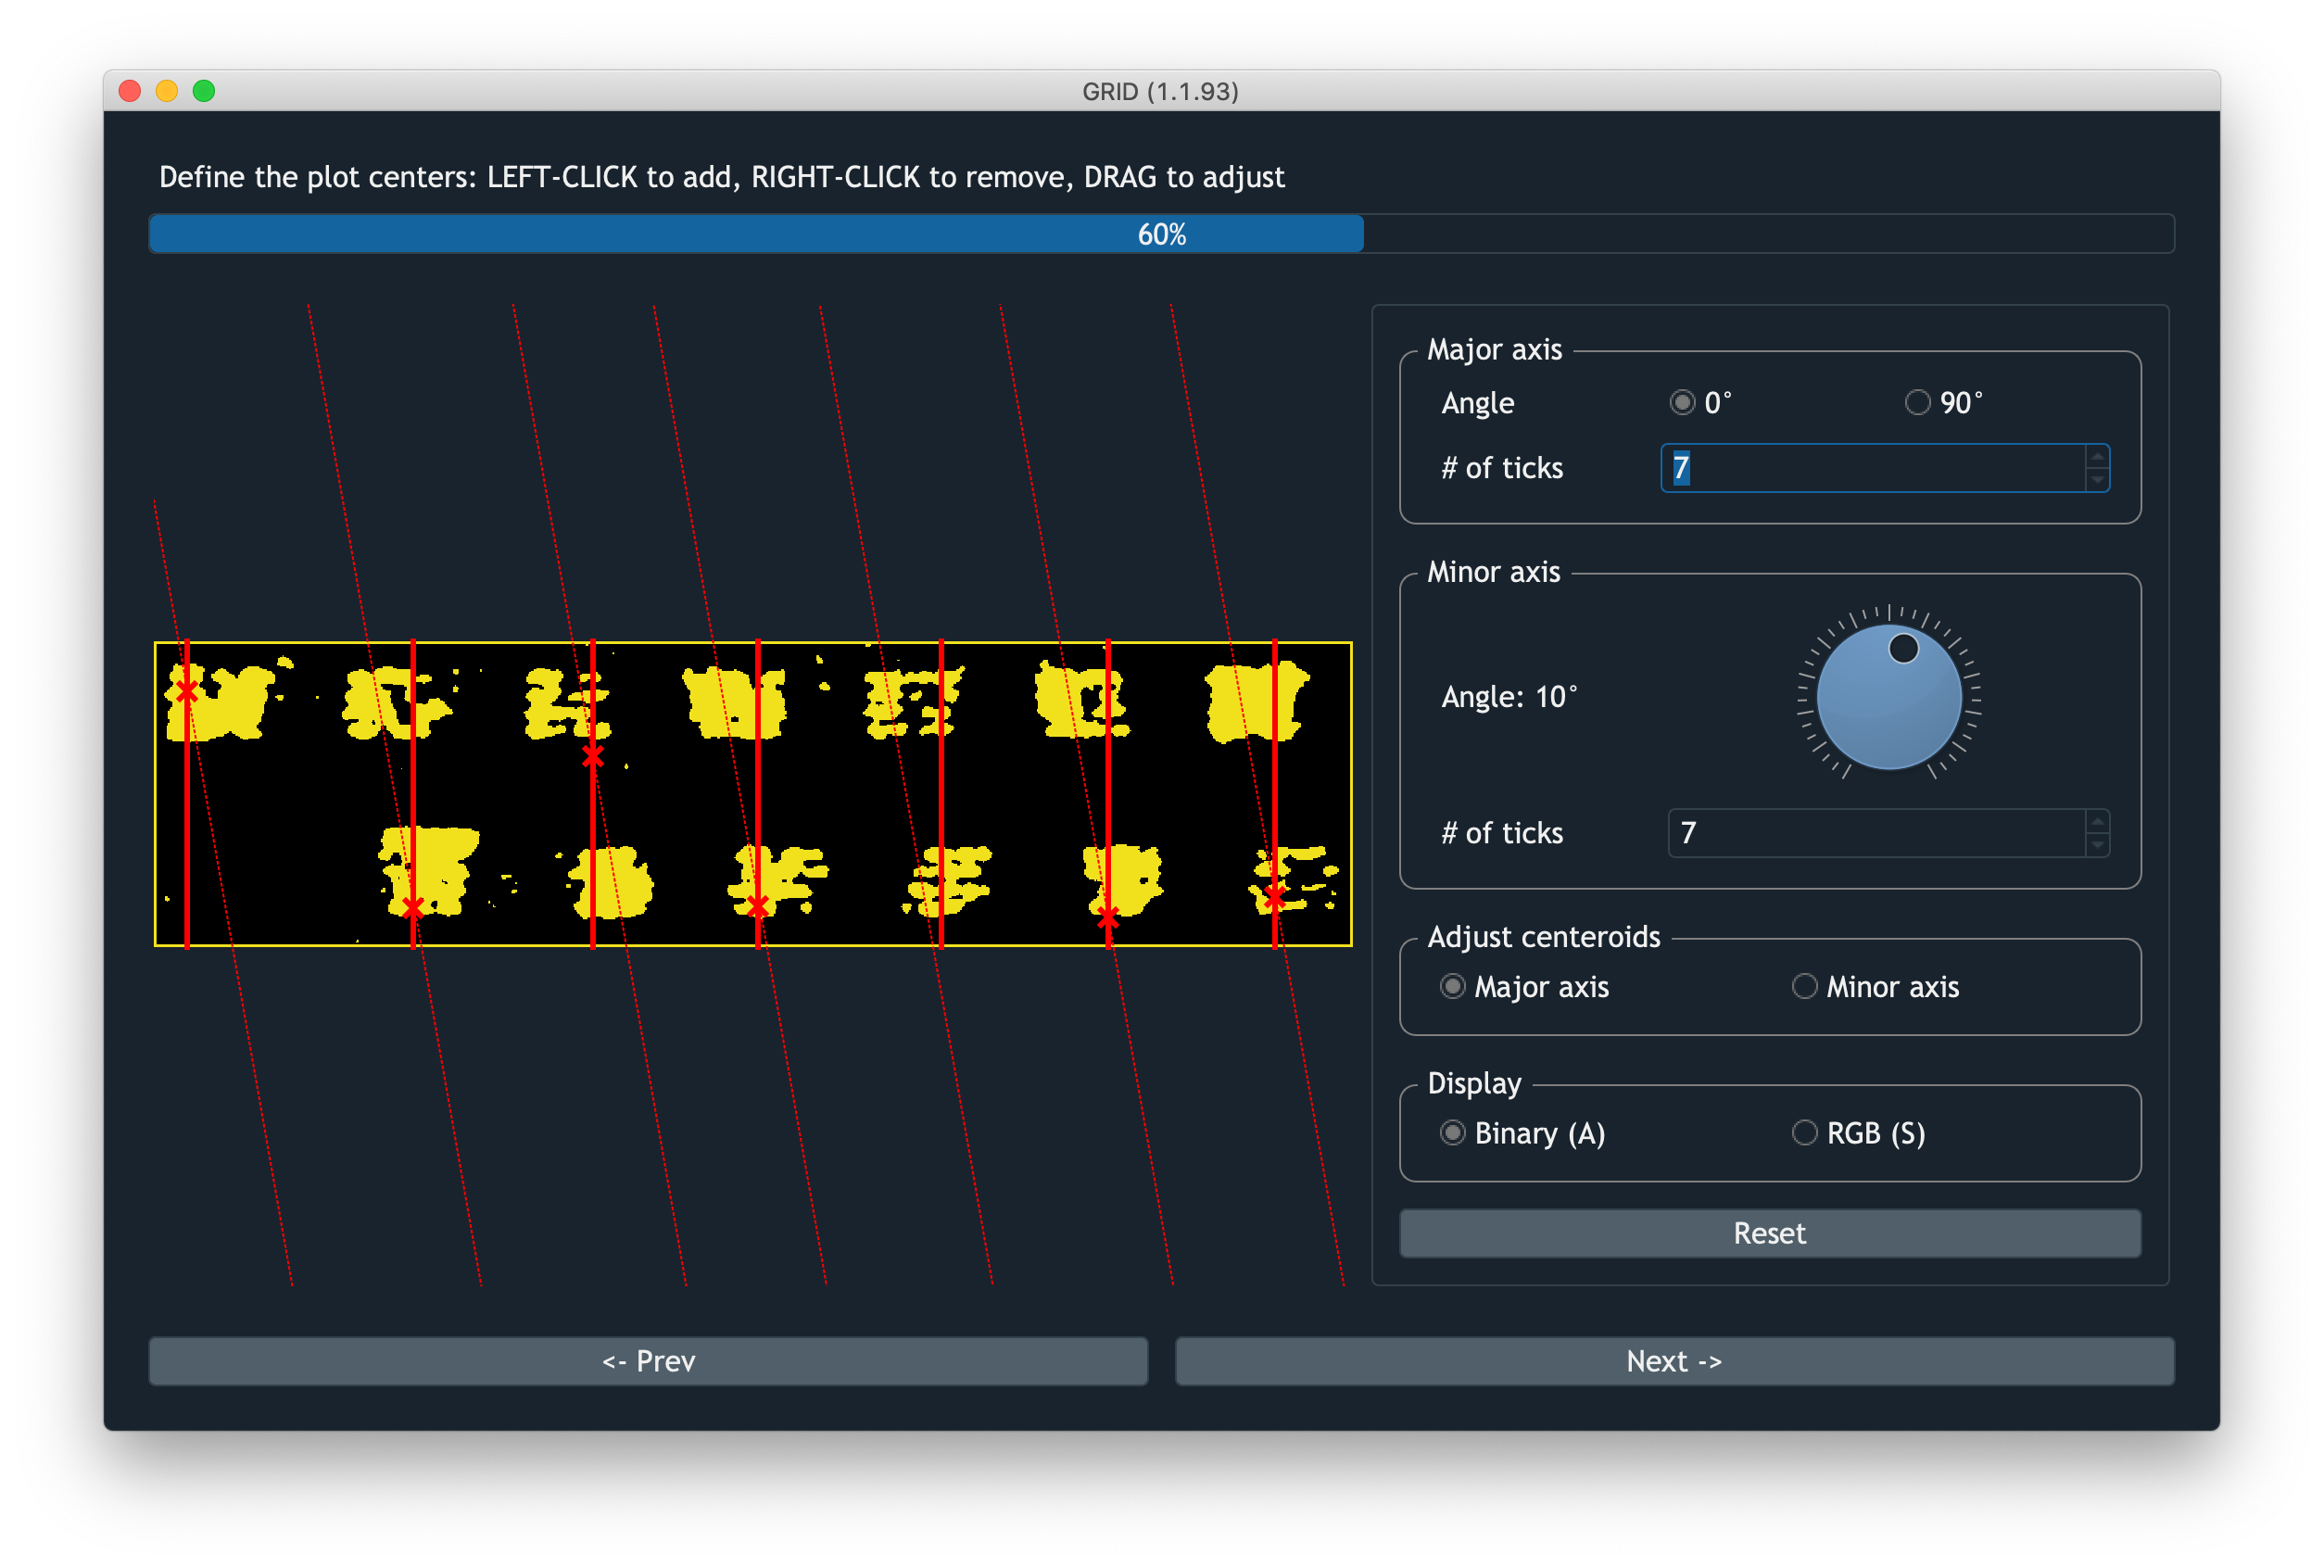 GRID (1.1.93)
Define the plot centers: LEFT-CLICK to add, RIGHT-CLICK to remove, DRAG to adjust
60%
Major axis
Angle 0° 90°
# of ticks 7
Minor axis
Angle: 10°
# of ticks 7
Adjust centeroids
Major axis Minor axis
Display
Binary (A) RGB (S)
Reset
<- Prev Next ->